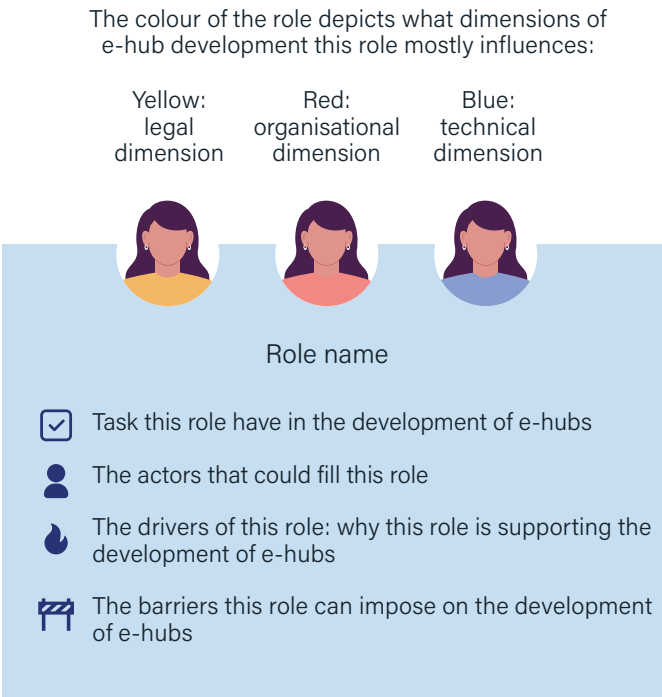 The colour of the role depicts what dimensions of
e-hub development this role mostly influences:
Yellow:
legal
dimension
Red:
organisational
dimension
Blue:
technical
dimension
Role name
Task this role have in the development of e-hubs
The actors that could fill this role
The drivers of this role: why this role is supporting the
development of e-hubs
The barriers this role can impose on the development
of e-hubs